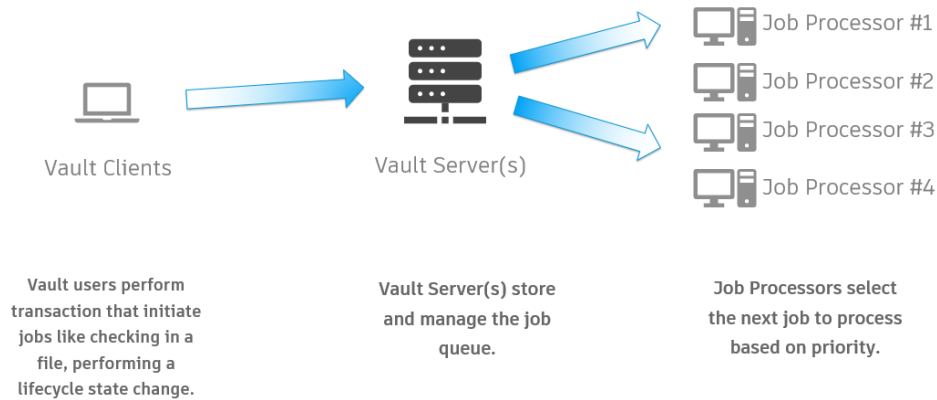 Job Processor #1
Job Processor #2
Job Processor #3
Job Processor #4
Vault Clients
Vault Server(s)
Vault users perform
transaction that initiate
jobs like checking in a
file, performing a
lifecycle state change.
Vault Server(s) store
and manage the job
queue.
Job Processors select
the next job to process
based on priority.